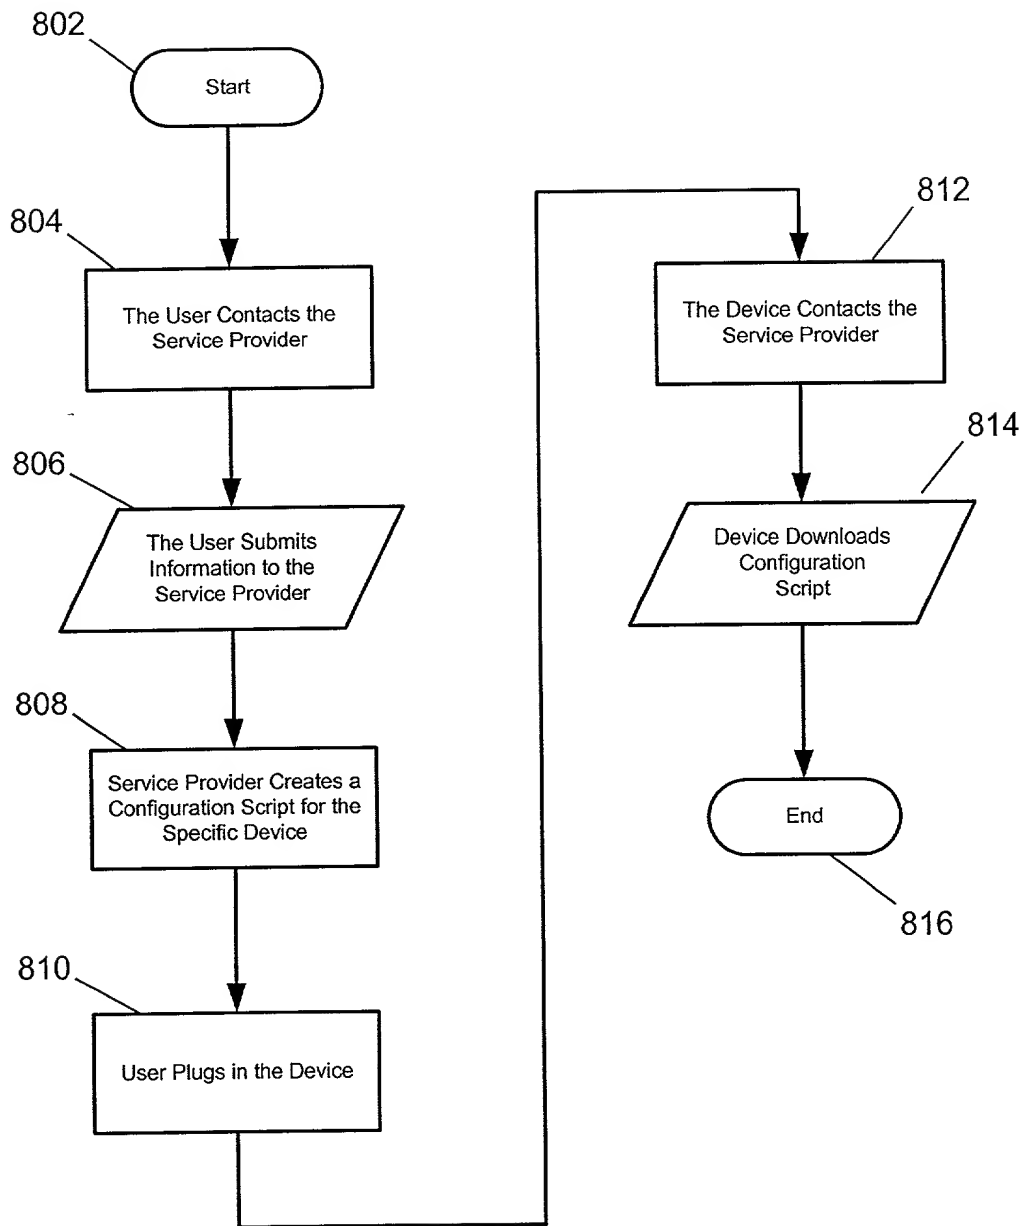 802
Start
804
The User Contacts the
Service Provider
806
The User Submits
Information to the
Service Provider
808
Service Provider Creates a
Configuration Script for the
Specific Device
810
User Plugs in the Device
812
The Device Contacts the
Service Provider
814
Device Downloads
Configuration
Script
End
816